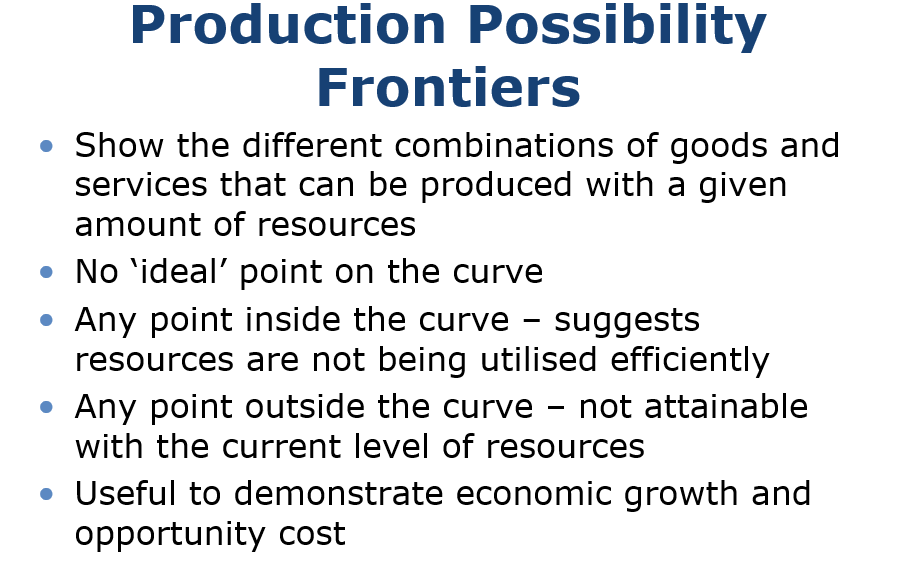 Production Possibility
Frontiers
• Show the different combinations of goods and
services that can be produced with a given
amount of resources
• No ‘ideal’ point on the curve
• Any point inside the curve – suggests
resources are not being utilised efficiently
• Any point outside the curve – not attainable
with the current level of resources
• Useful to demonstrate economic growth and
opportunity cost